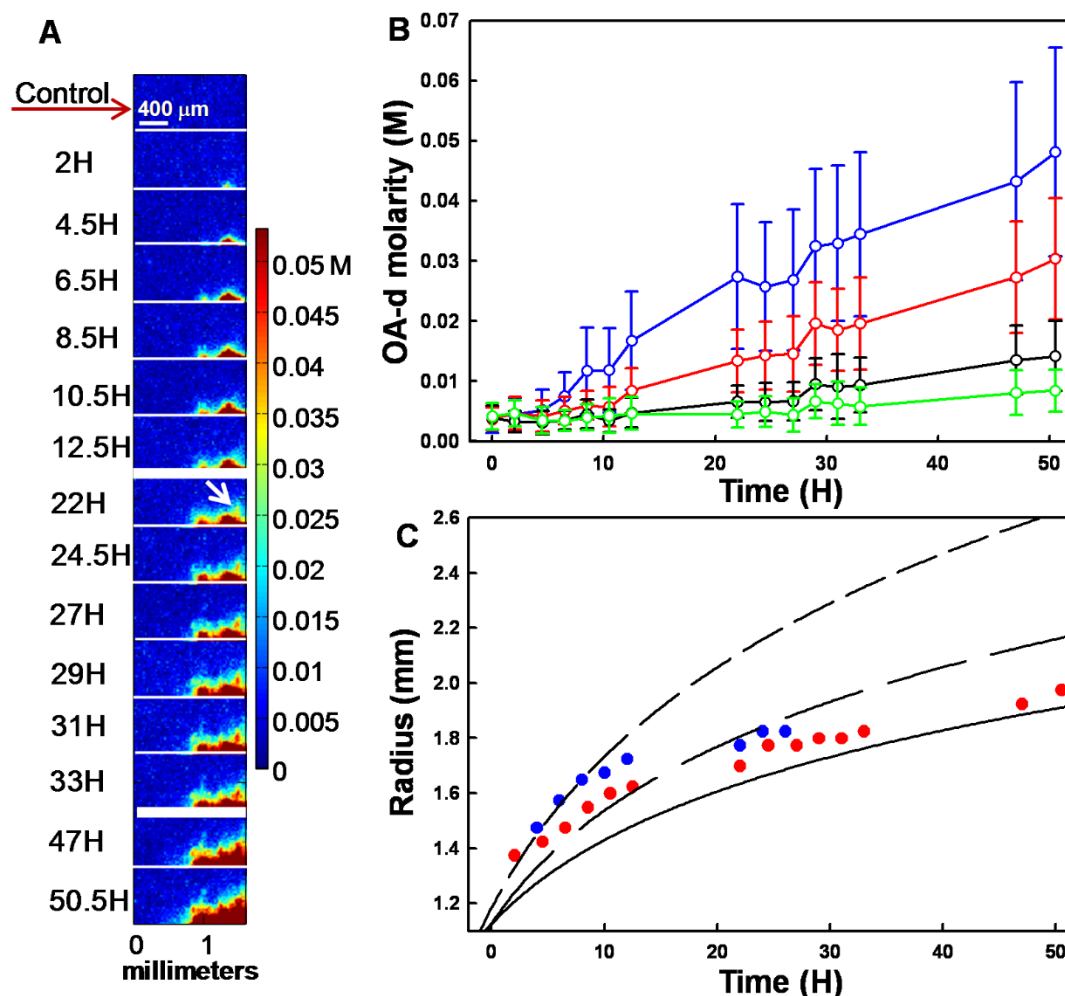 A
Control
400 μm
2H
4.5H
6.5H
8.5H
10.5H
12.5H
22H
24.5H
27H
29H
31H
33H
47H
50.5H
0 1
millimeters
0.05 M
0.045
0.04
0.035
0.03
0.025
0.02
0.015
0.01
0.005
0
B
OA-d molarity (M)
0.07
0.06
0.05
0.04
0.03
0.02
0.01
0.00
0 10 20 30 40 50
Time (H)
C
Radius (mm)
2.6
2.4
2.2
2.0
1.8
1.6
1.4
1.2
0 10 20 30 40 50
Time (H)